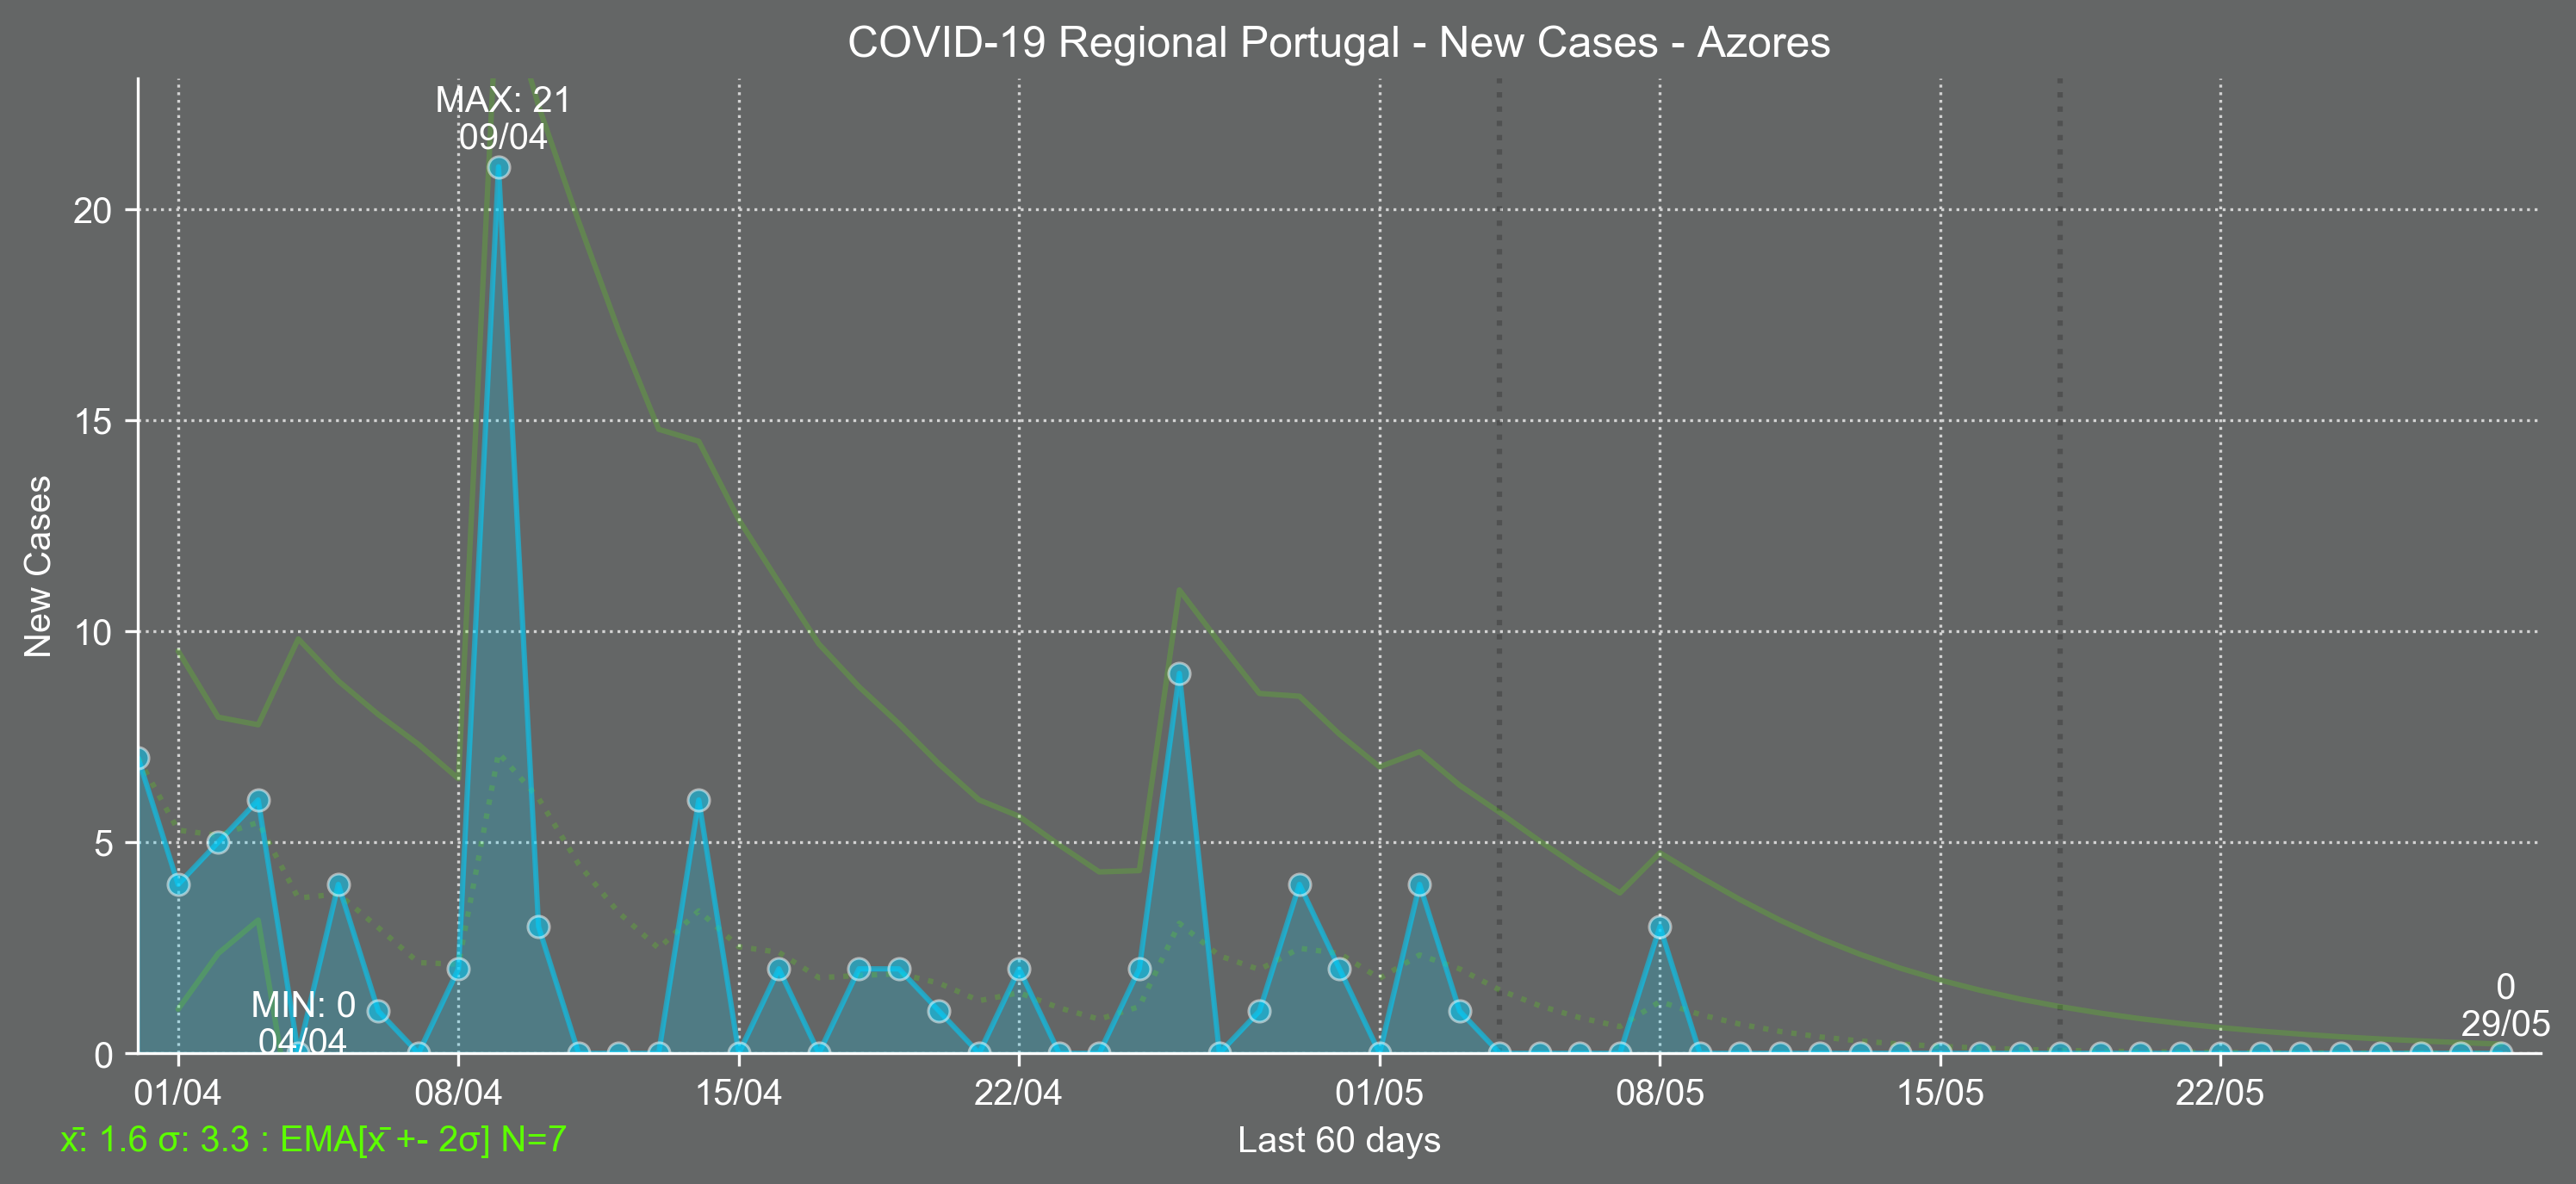 COVID-19 Regional Portugal - New Cases - Azores
MAX: 21
09/04
20
15
10
5
0
New Cases
MIN: 0
04/04
0
29/05
01/04 08/04 15/04 22/04 01/05 08/05 15/05 22/05
x̄: 1.6 σ: 3.3 : EMA[x̄ +- 2σ] N=7
Last 60 days